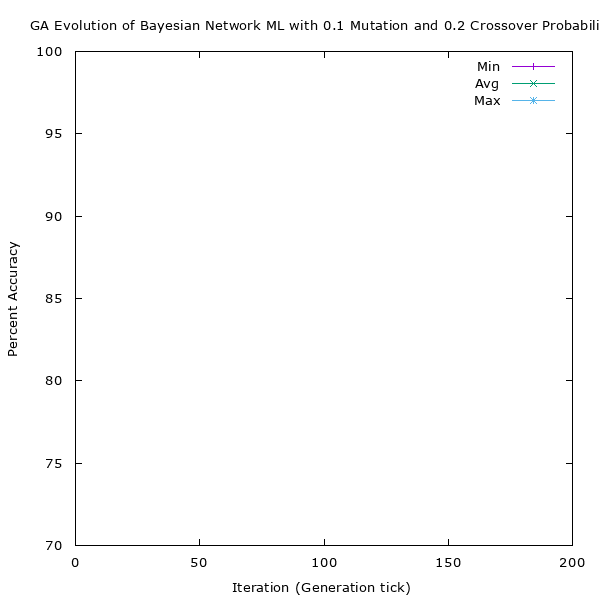 GA Evolution of Bayesian Network ML with 0.1 Mutation and 0.2 Crossover Probabili
100
Min
Avg
Max
95
90
85
80
75
70
Percent Accuracy
0 50 100 150 200
Iteration (Generation tick)